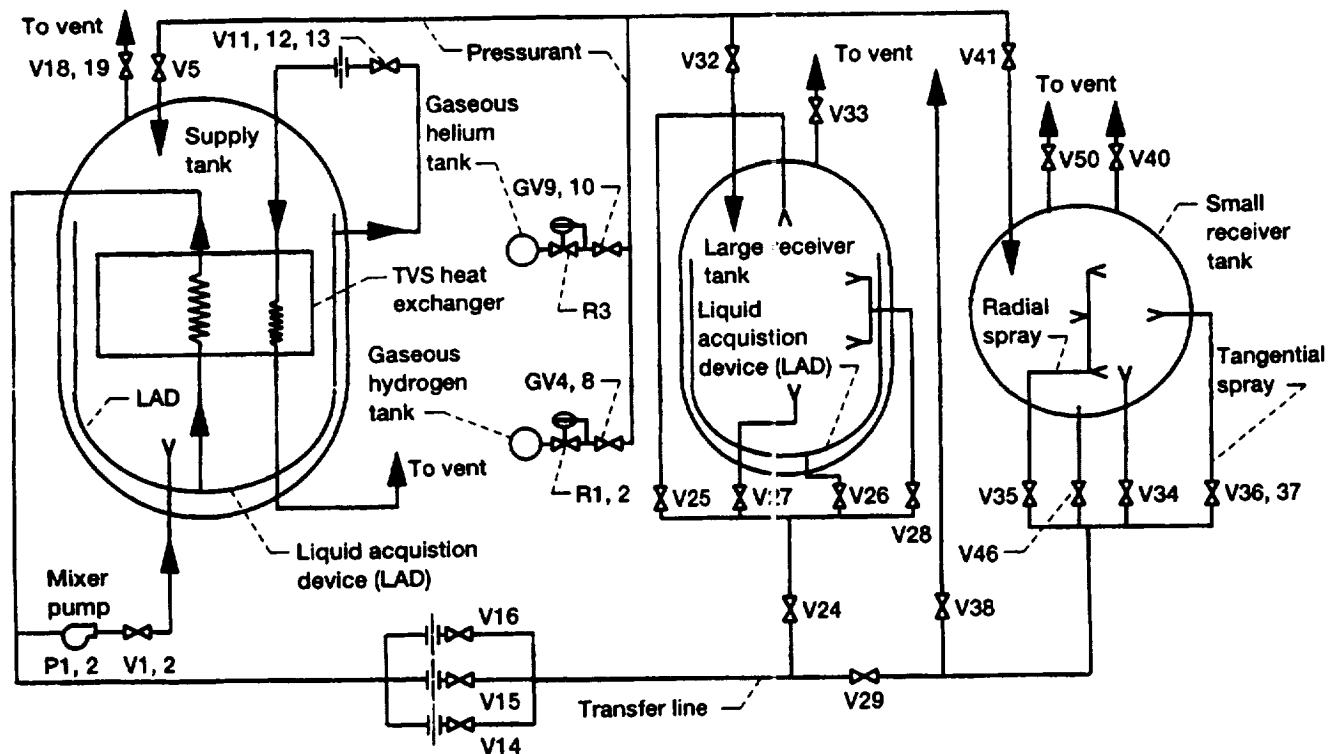 To vent
V18, 19
V5
V11, 12, 13
Pressurant
Supply
tank
Gaseous
helium
tank
GV9, 10
R3
TVS heat
exchanger
Gaseous
hydrogen
tank
GV4, 8
R1, 2
LAD
To vent
Liquid acquistion
device (LAD)
Mixer
pump
P1, 2
V1, 2
V16
V15
V14
Transfer line
V32
To vent
V33
Large receiver
tank
Liquid
acquistion
device (LAD)
V25
V27
V26
V28
V24
V29
V38
V41
To vent
V50
V40
Small
receiver
tank
Radial
spray
Tangential
spray
V35
V46
V34
V36, 37